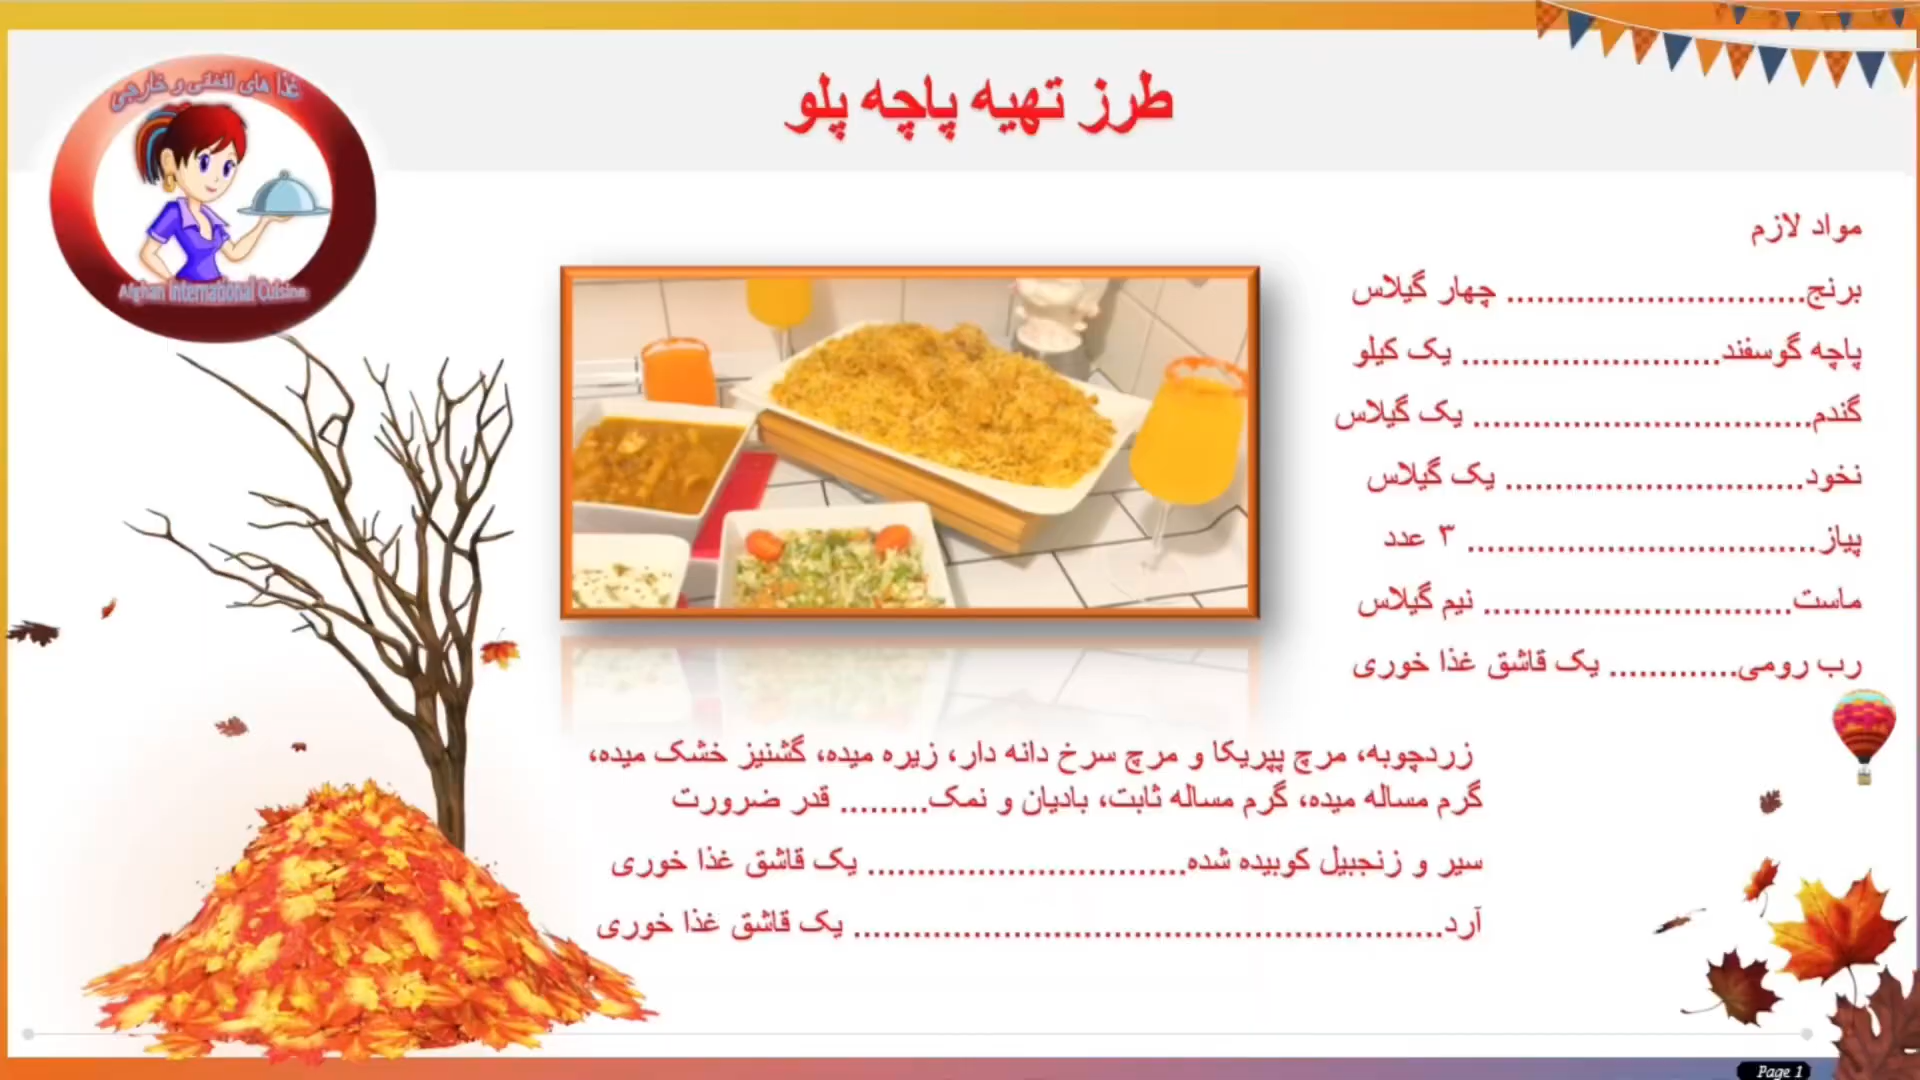 غذا های افغانی و خارجی
Afghan International Cuisine
طرز تهیه پاچه پلو
مواد لازم
برنج.............................. چهار گیلاس
پاچه گوسفند.......................... یک کیلو
گندم.................................. یک گیلاس
نخود.............................. یک گیلاس
پیاز................................... ۳ عدد
ماست............................... نیم گیلاس
رب رومی............. یک قاشق غذا خوری
زردچوبه، مرچ پپریکا و مرچ سرخ دانه دار، زیره میده، گشنیز خشک میده،
گرم مساله میده، گرم مساله ثابت، بادیان و نمک......... قدر ضرورت
سیر و زنجبیل کوبیده شده................................ یک قاشق غذا خوری
آرد........................................................... یک قاشق غذا خوری
Page 1